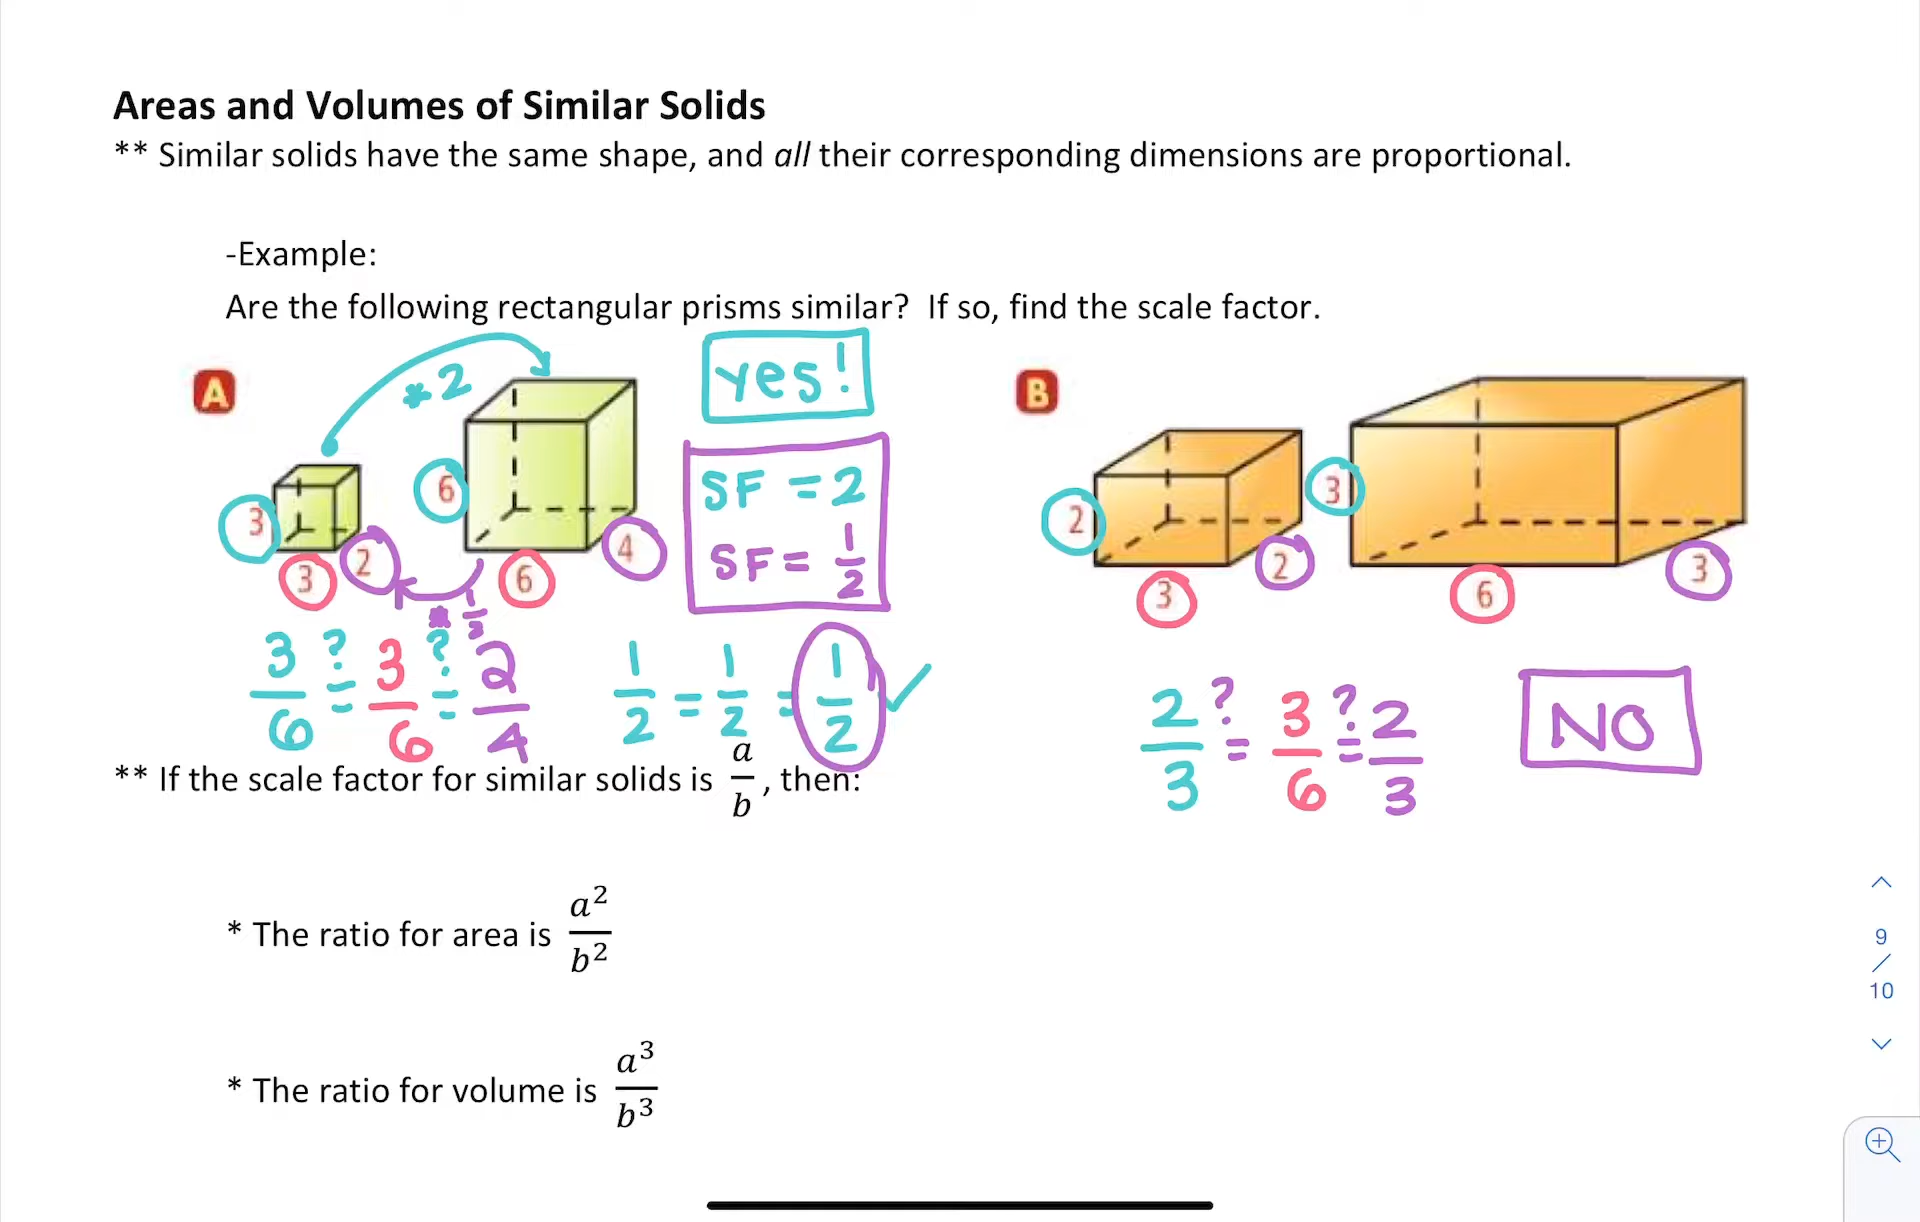 Areas and Volumes of Similar Solids
** Similar solids have the same shape, and all their corresponding dimensions are proportional.
-Example:
Are the following rectangular prisms similar? If so, find the scale factor.
A
*2
3
3
2
6
6
4
* 1/2
yes!
SF = 2
SF = 1/2
3/6 ?= 3/6 ?= 2/4
1/2 = 1/2 = 1/2 ✓
B
2
3
2
3
6
3
2/3 ?= 3/6 ?= 2/3
NO
** If the scale factor for similar solids is a/b, then:
* The ratio for area is a²/b²
* The ratio for volume is a³/b³
9
/
10